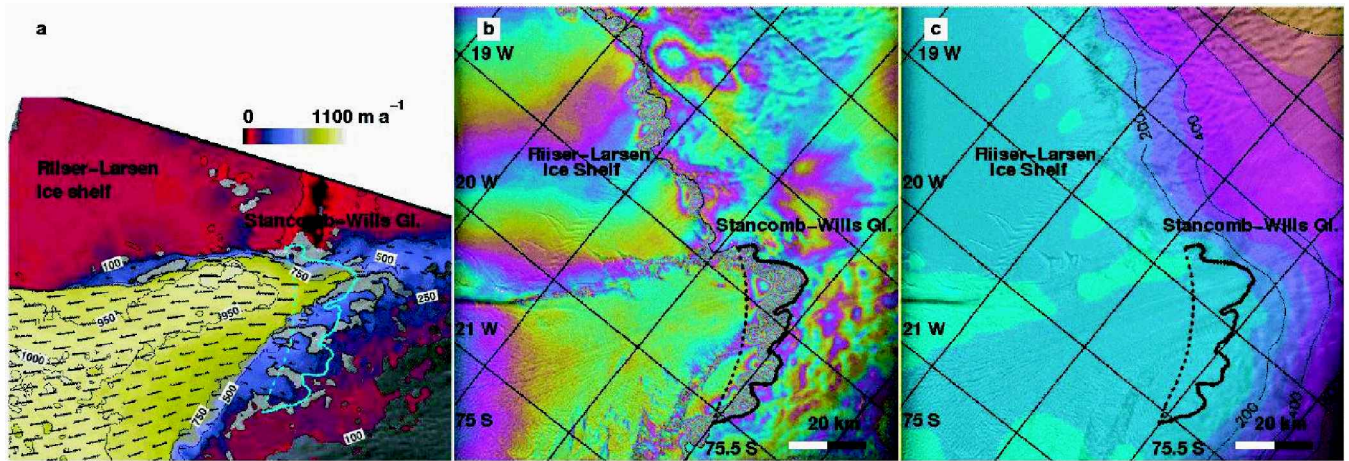 a
0 1100 m a⁻¹
Riiser–Larsen
Ice shelf
Stancomb–Wills Gl.
100
500
750
250
950
950
1000
750
500
100
b
19 W
Riiser–Larsen
Ice Shelf
20 W
Stancomb–Wills Gl.
21 W
75 S
20 km
75.5 S
c
19 W
200
400
Riiser–Larsen
Ice Shelf
20 W
Stancomb–Wills Gl.
21 W
75 S
200
400
20 km
75.5 S